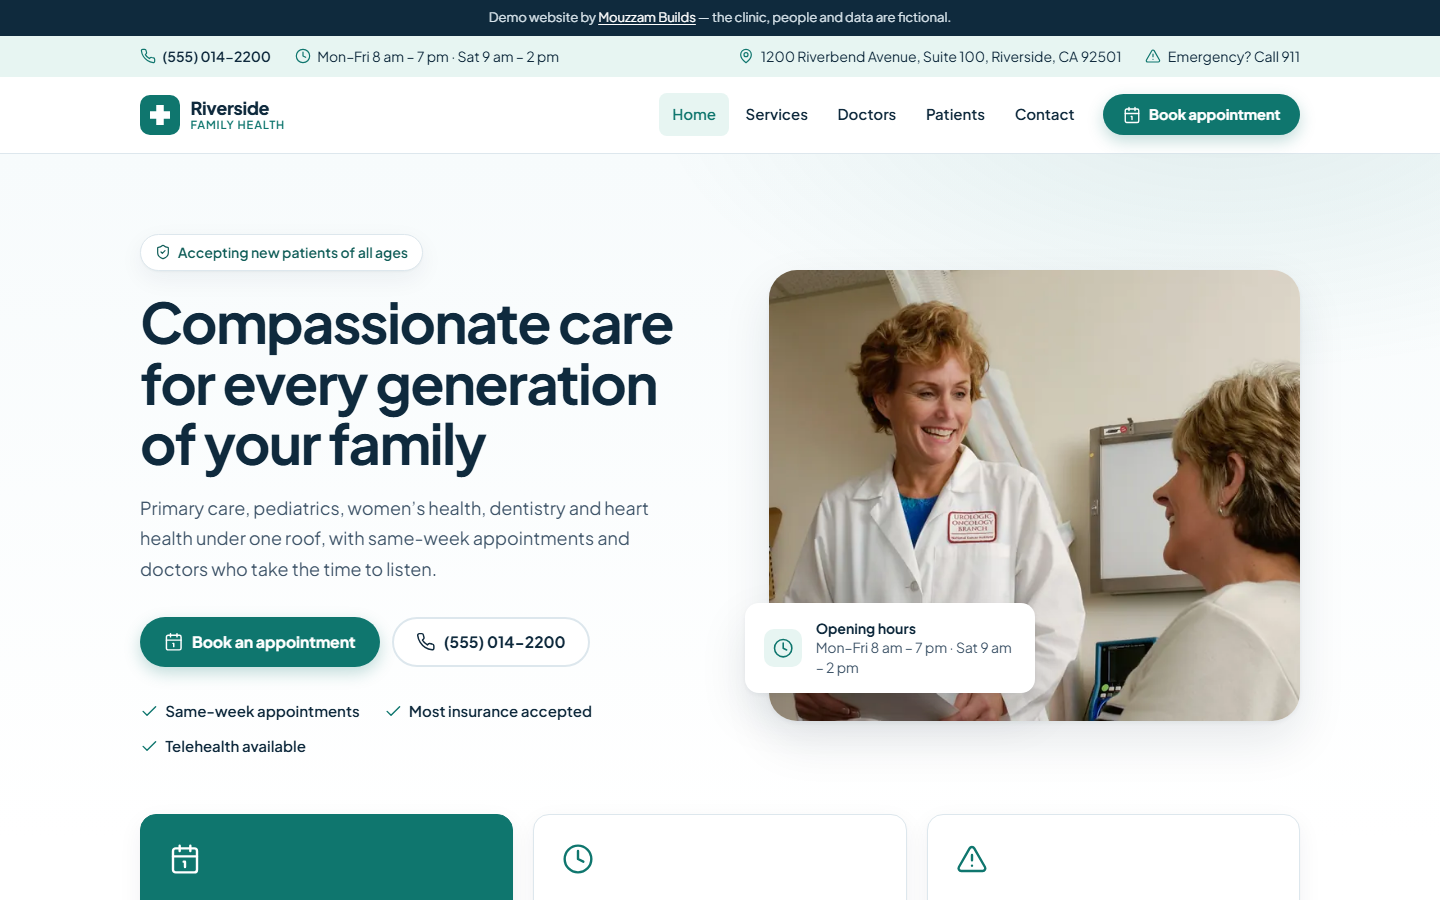 Demo website by Mouzzam Builds — the clinic, people and data are fictional.
(555) 014-2200
Mon–Fri 8 am – 7 pm · Sat 9 am – 2 pm
1200 Riverbend Avenue, Suite 100, Riverside, CA 92501
Emergency? Call 911
Riverside
FAMILY HEALTH
Home
Services
Doctors
Patients
Contact
Book appointment
Accepting new patients of all ages
Compassionate care
for every generation
of your family
Primary care, pediatrics, women's health, dentistry and heart
health under one roof, with same-week appointments and
doctors who take the time to listen.
Book an appointment
(555) 014-2200
Same-week appointments
Most insurance accepted
Telehealth available
UROLOGIC
ONCOLOGY
BRANCH
Opening hours
Mon–Fri 8 am – 7 pm · Sat 9 am
– 2 pm